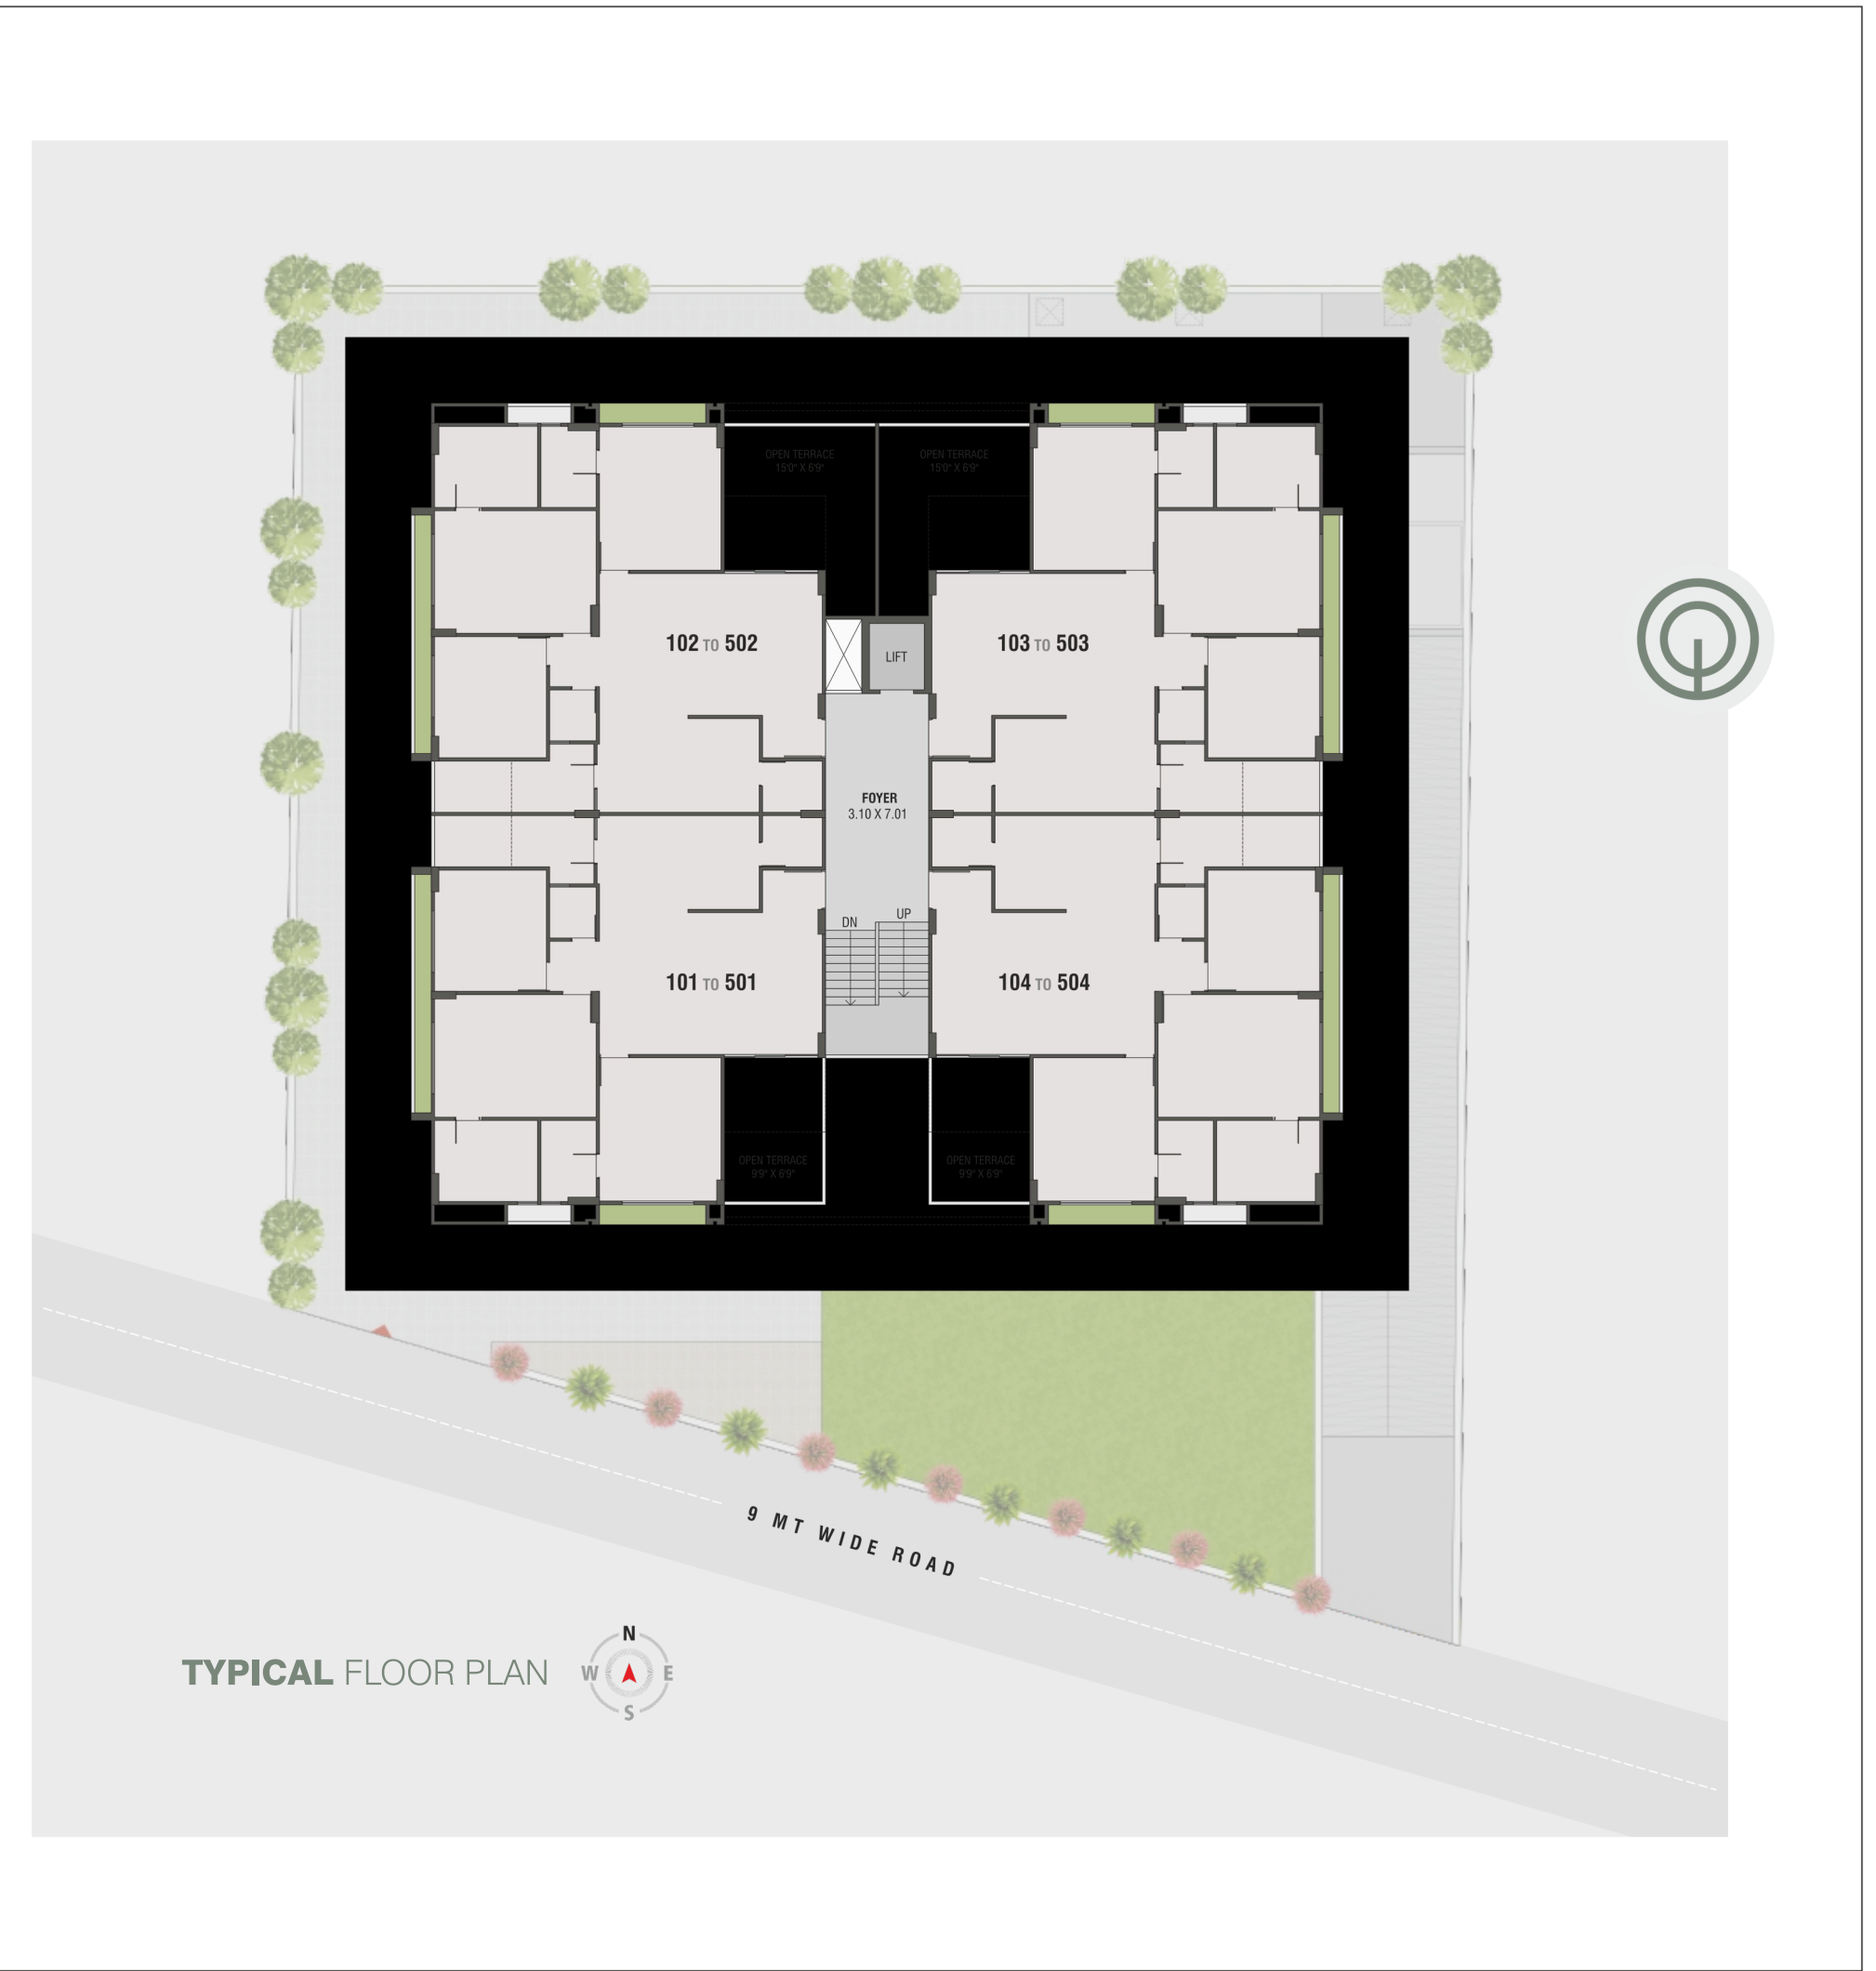 OPEN TERRACE
15'0" X 6'9"
OPEN TERRACE
15'0" X 6'9"
102 TO 502
LIFT
103 TO 503
FOYER
3.10 X 7.01
DN
UP
101 TO 501
104 TO 504
OPEN TERRACE
9'9" X 6'9"
OPEN TERRACE
9'9" X 6'9"
9 MT WIDE ROAD
TYPICAL FLOOR PLAN
N
W
E
S